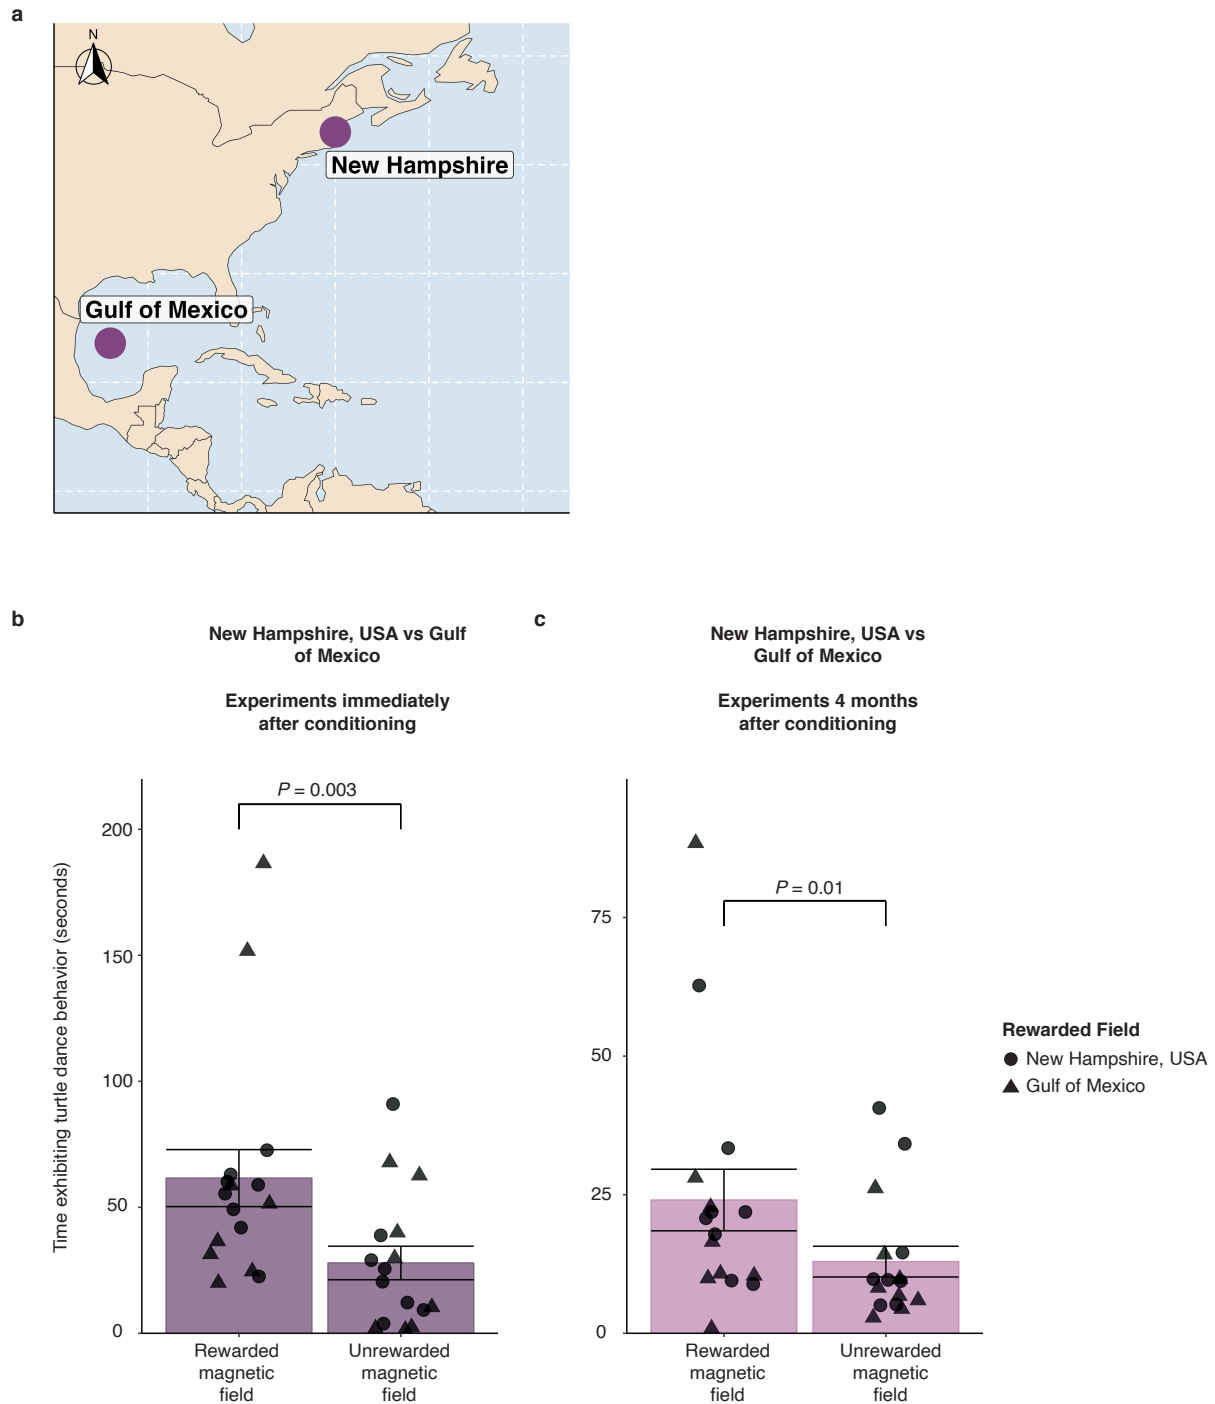 a
N
New Hampshire
Gulf of Mexico
b
New Hampshire, USA vs Gulf
of Mexico
Experiments immediately
after conditioning
Time exhibiting turtle dance behavior (seconds)
200
150
100
50
0
P = 0.003
Rewarded
magnetic
field
Unrewarded
magnetic
field
c
New Hampshire, USA vs
Gulf of Mexico
Experiments 4 months
after conditioning
75
50
25
0
P = 0.01
Rewarded
magnetic
field
Unrewarded
magnetic
field
Rewarded Field
New Hampshire, USA
Gulf of Mexico